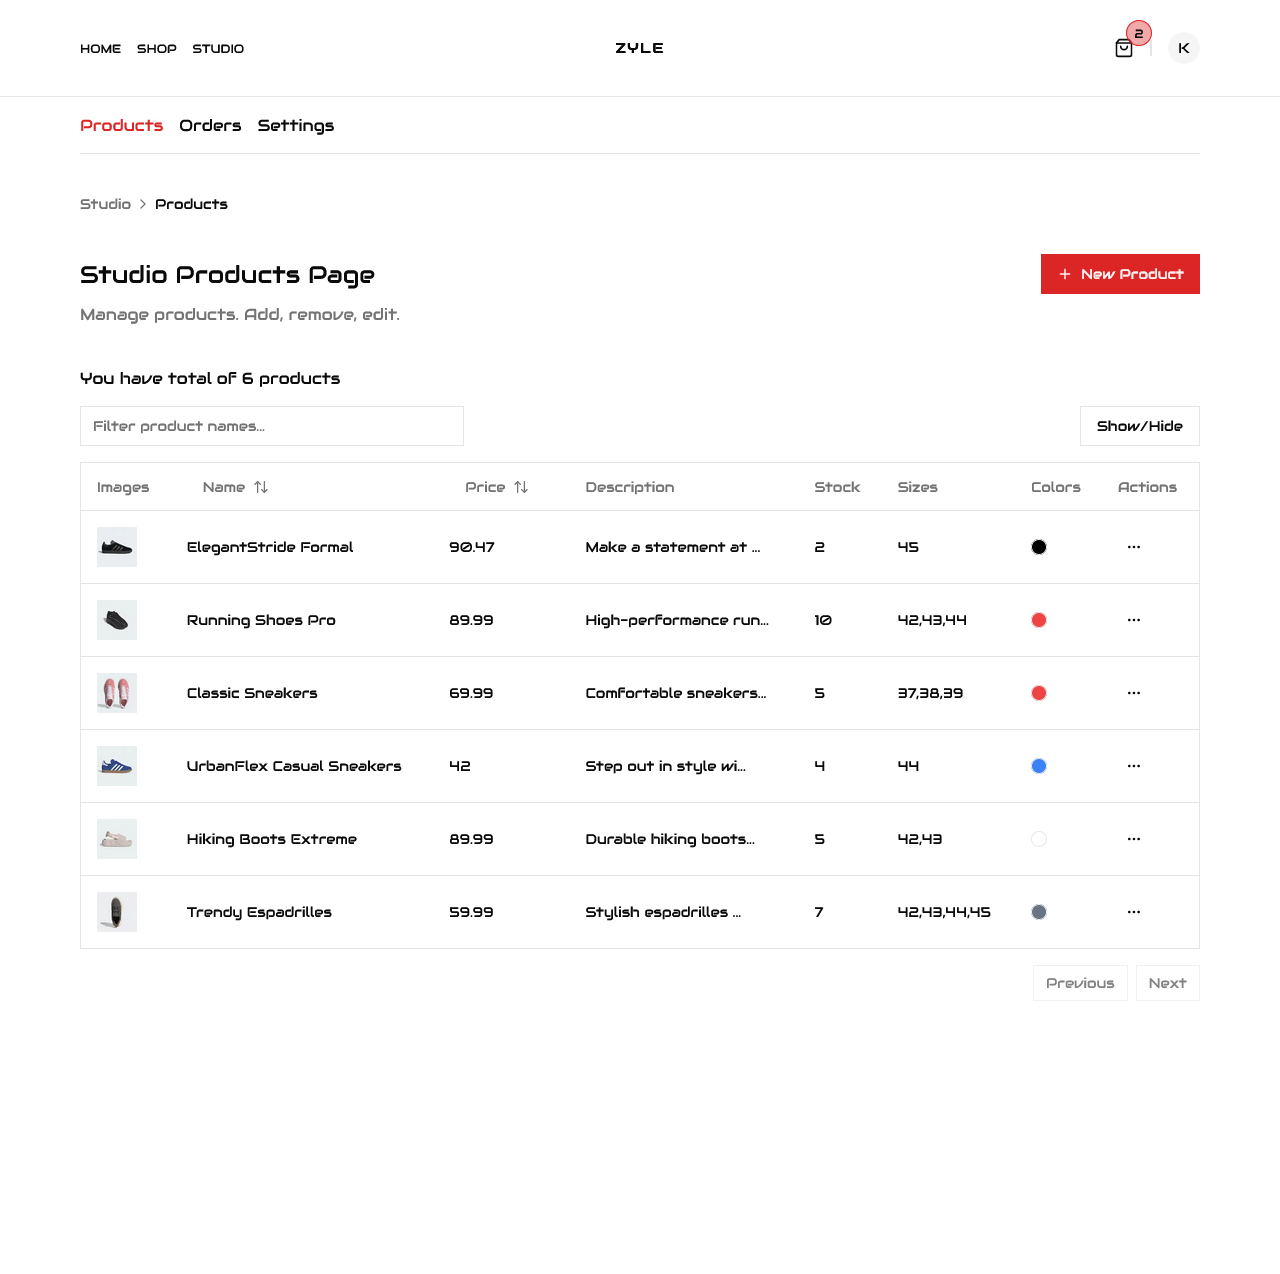 HOME SHOP STUDIO ZYLE 2 K
Products Orders Settings
Studio > Products
Studio Products Page + New Product
Manage products. Add, remove, edit.
You have total of 6 products
Filter product names... Show/Hide
Images Name Price Description Stock Sizes Colors Actions
ElegantStride Formal 90.47 Make a statement at ... 2 45 ...
Running Shoes Pro 89.99 High-performance run... 10 42,43,44 ...
Classic Sneakers 69.99 Comfortable sneakers... 5 37,38,39 ...
UrbanFlex Casual Sneakers 42 Step out in style wi... 4 44 ...
Hiking Boots Extreme 89.99 Durable hiking boots... 5 42,43 ...
Trendy Espadrilles 59.99 Stylish espadrilles ... 7 42,43,44,45 ...
Previous Next